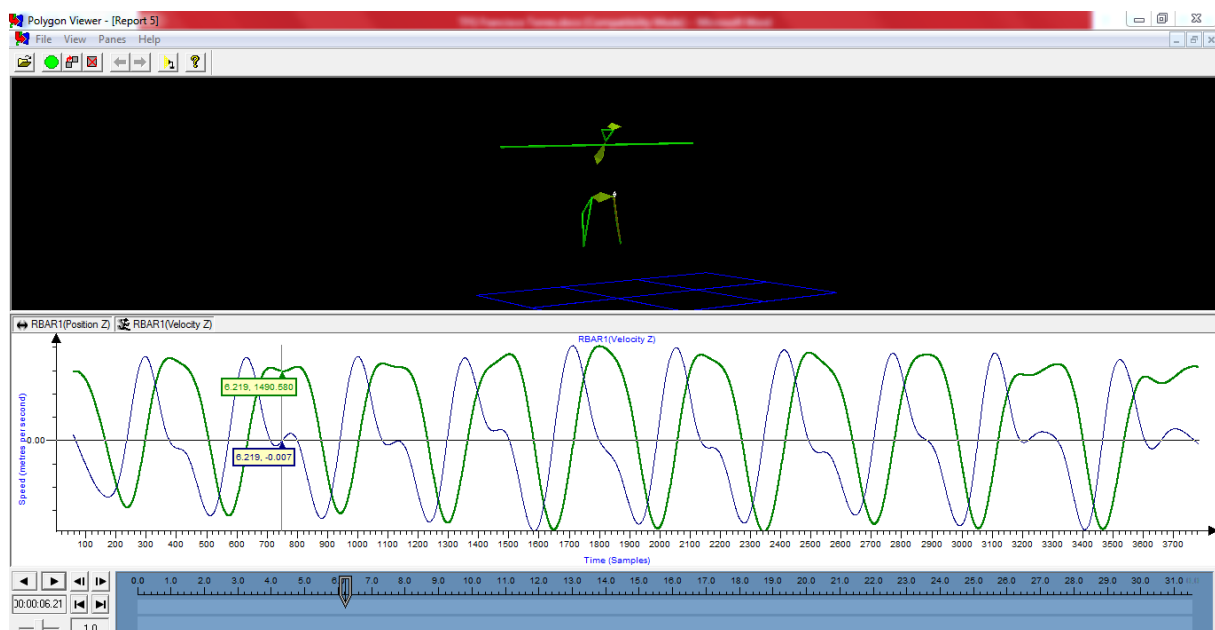 Polygon Viewer - [Report 5]
File View Panes Help
RBAR1(Position Z) RBAR1(Velocity Z)
RBAR1(Velocity Z)
6.219, 1490.580
0.00
6.219, -0.007
Speed (metres per second)
100 200 300 400 500 600 700 800 900 1000 1100 1200 1300 1400 1500 1600 1700 1800 1900 2000 2100 2200 2300 2400 2500 2600 2700 2800 2900 3000 3100 3200 3300 3400 3500 3600 3700
Time (Samples)
0.0 1.0 2.0 3.0 4.0 5.0 7.0 8.0 9.0 10.0 11.0 12.0 13.0 14.0 15.0 16.0 17.0 18.0 19.0 20.0 21.0 22.0 23.0 24.0 25.0 26.0 27.0 28.0 29.0 30.0 31.0
00:00:06.21
1.0